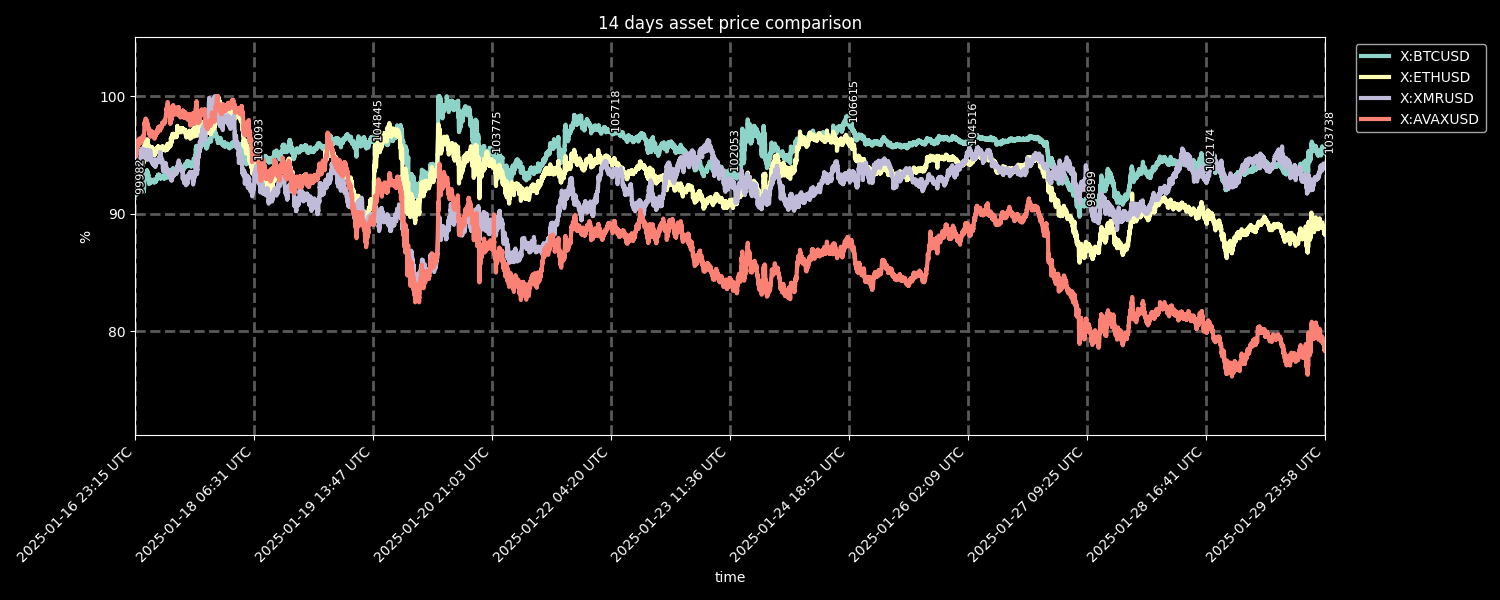 14 days asset price comparison
X:BTCUSD
X:ETHUSD
X:XMRUSD
X:AVAXUSD
100
90
80
%
99982
103093
104845
103775
105718
102053
106615
104516
98899
102174
103738
2025-01-16 23:15 UTC
2025-01-18 06:31 UTC
2025-01-19 13:47 UTC
2025-01-20 21:03 UTC
2025-01-22 04:20 UTC
2025-01-23 11:36 UTC
2025-01-24 18:52 UTC
2025-01-26 02:09 UTC
2025-01-27 09:25 UTC
2025-01-28 16:41 UTC
2025-01-29 23:58 UTC
time